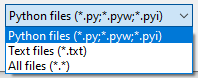 Python files (*.py;*.pyw;*.pyi)
Python files (*.py;*.pyw;*.pyi)
Text files (*.txt)
All files (*.*)